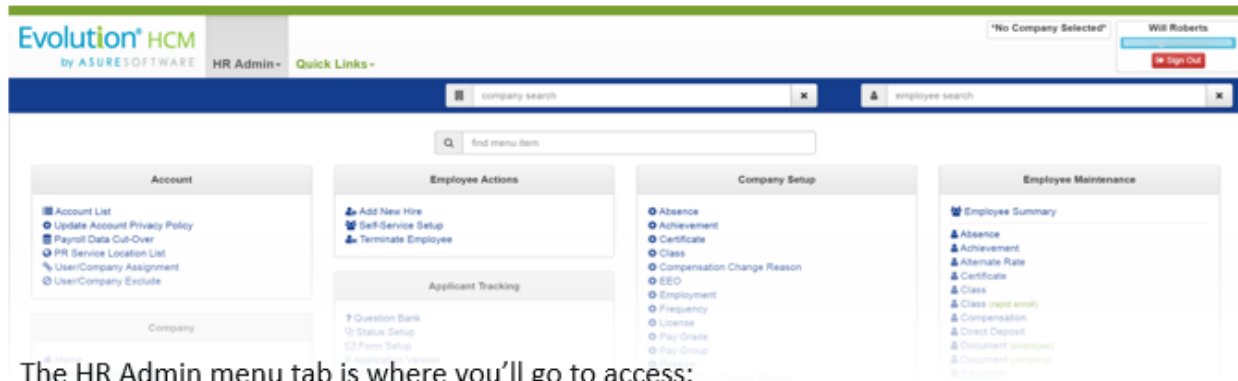 Evolution® HCM
by ASURESOFTWARE
HR Admin
Quick Links
*No Company Selected*
Will Roberts
Sign Out
company search
employee search
find menu item
Account
Account List
Update Account Privacy Policy
Payroll Data Cut-Over
PR Service Location List
User/Company Assignment
User/Company Exclude
Company
Home
Employee Actions
Add New Hire
Self-Service Setup
Terminate Employee
Applicant Tracking
Question Bank
Status Setup
Form Setup
Application Version
Company Setup
Absence
Achievement
Certificate
Class
Compensation Change Reason
EEO
Employment
Frequency
License
Pay Grade
Pay Group
Employee Maintenance
Employee Summary
Absence
Achievement
Alternate Rate
Certificate
Class
Class (rapid enroll)
Compensation
Direct Deposit
Document (employee)
Document (company)
Education
The HR Admin menu tab is where you'll go to access: